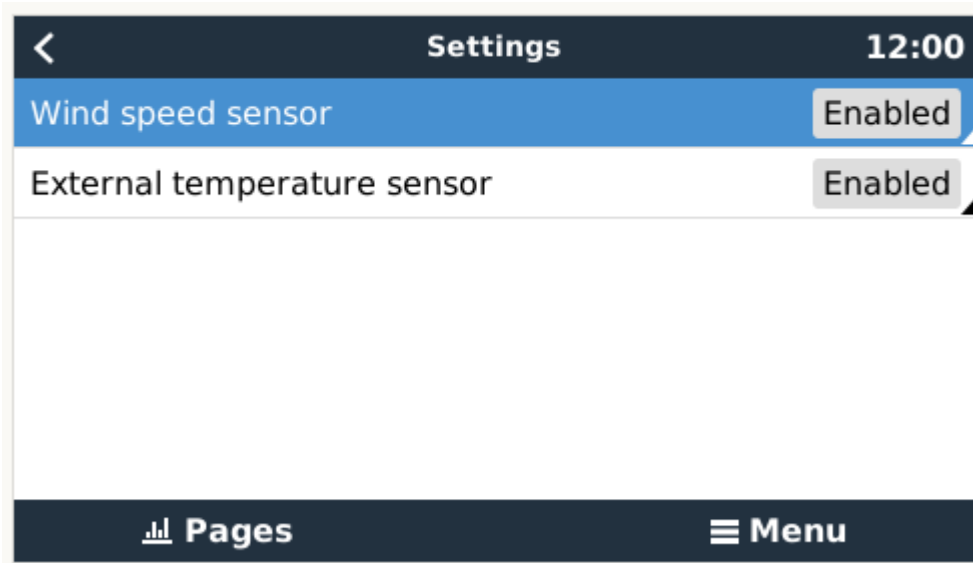 Settings 12:00
Wind speed sensor Enabled
External temperature sensor Enabled
Pages Menu